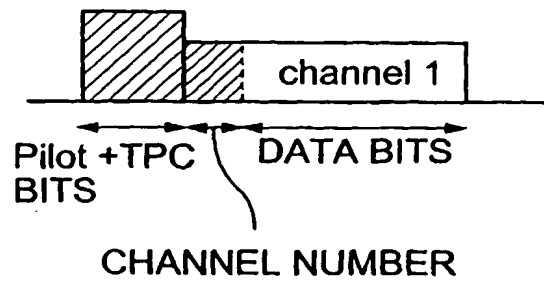 channel 1
Pilot +TPC
BITS
DATA BITS
CHANNEL NUMBER